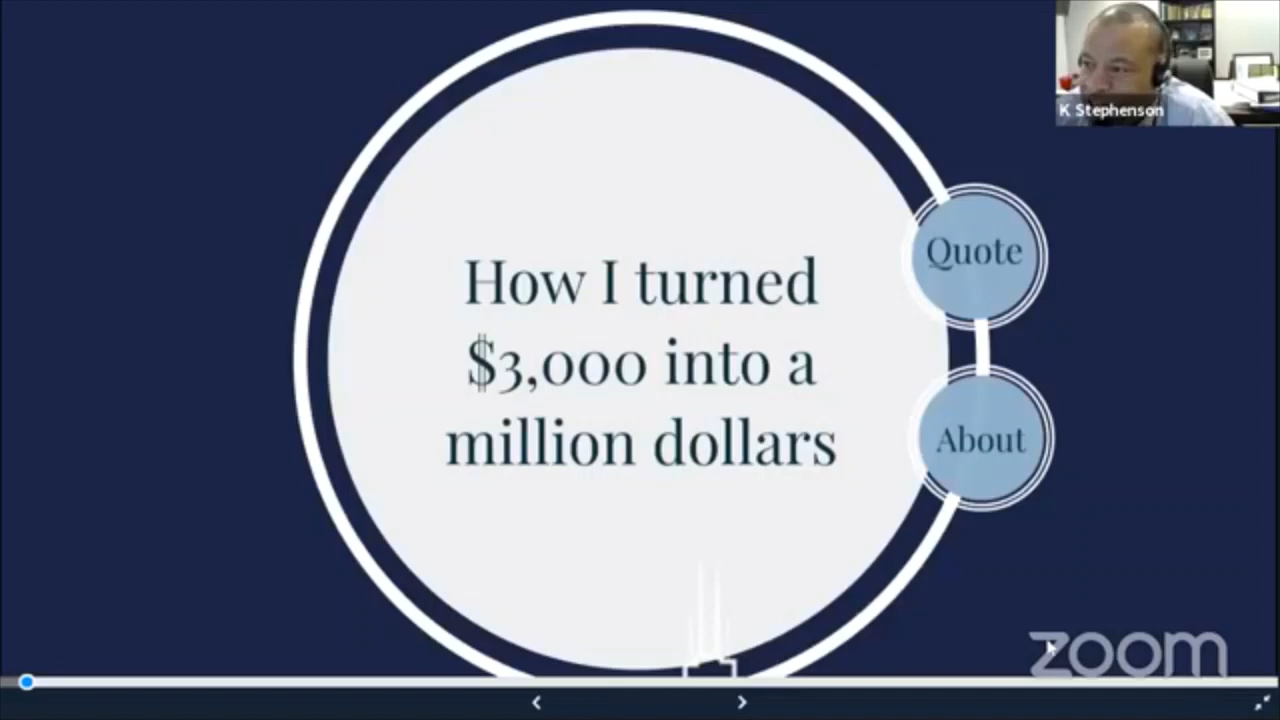 K Stephenson
Quote
How I turned
$3,000 into a
million dollars
About
zoom